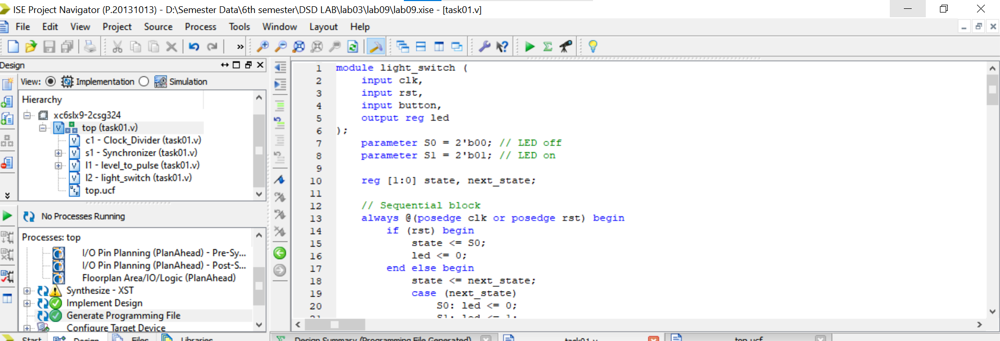 ISE Project Navigator (P.20131013) - D:\Semester Data\6th semester\DSD LAB\lab03\lab09\lab09.xise - [task01.v]
File Edit View Project Source Process Tools Window Layout Help
Design
View: Implementation Simulation
Hierarchy
xc6slx9-2csg324
top (task01.v)
c1 - Clock_Divider (task01.v)
s1 - Synchronizer (task01.v)
l1 - level_to_pulse (task01.v)
l2 - light_switch (task01.v)
top.ucf
No Processes Running
Processes: top
I/O Pin Planning (PlanAhead) - Pre-Sy...
I/O Pin Planning (PlanAhead) - Post-S...
Floorplan Area/IO/Logic (PlanAhead)
Synthesize - XST
Implement Design
Generate Programming File
Configure Target Device
Start Design Files Libraries
1 module light_switch (
2 input clk,
3 input rst,
4 input button,
5 output reg led
6 );
7 parameter S0 = 2'b00; // LED off
8 parameter S1 = 2'b01; // LED on
9
10 reg [1:0] state, next_state;
11
12 // Sequential block
13 always @(posedge clk or posedge rst) begin
14 if (rst) begin
15 state <= S0;
16 led <= 0;
17 end else begin
18 state <= next_state;
19 case (next_state)
20 S0: led <= 0;
21 S1: led <= 1;
Design Summary (Programming File Generated) task01.v top.ucf